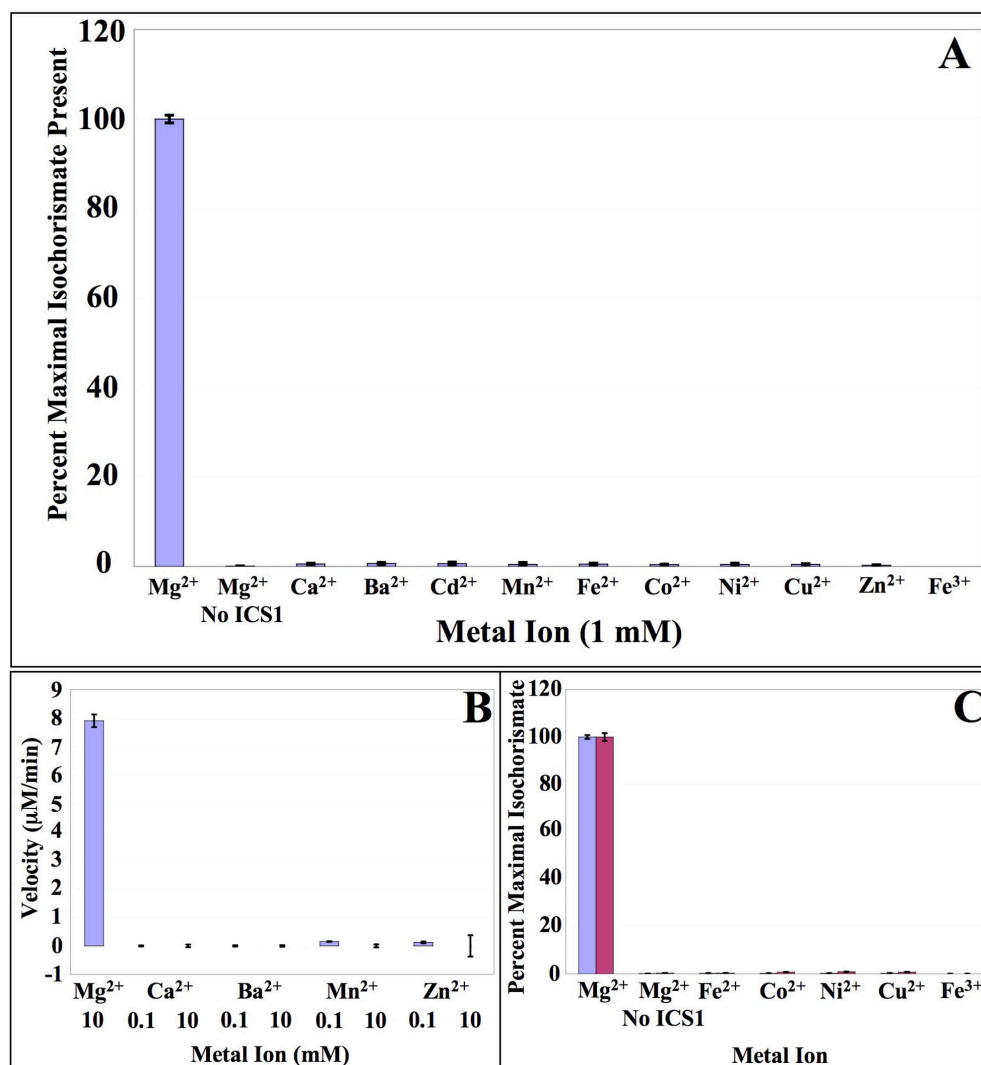 A
Percent Maximal Isochorismate Present
120
100
80
60
40
20
0
Mg²⁺ Mg²⁺ Ca²⁺ Ba²⁺ Cd²⁺ Mn²⁺ Fe²⁺ Co²⁺ Ni²⁺ Cu²⁺ Zn²⁺ Fe³⁺
No ICS1
Metal Ion (1 mM)
B
Velocity (µM/min)
9
8
7
6
5
4
3
2
1
0
-1
Mg²⁺ Ca²⁺ Ba²⁺ Mn²⁺ Zn²⁺
10 0.1 10 0.1 10 0.1 10 0.1 10
Metal Ion (mM)
C
Percent Maximal Isochorismate
120
100
80
60
40
20
0
Mg²⁺ Mg²⁺ Fe²⁺ Co²⁺ Ni²⁺ Cu²⁺ Fe³⁺
No ICS1
Metal Ion